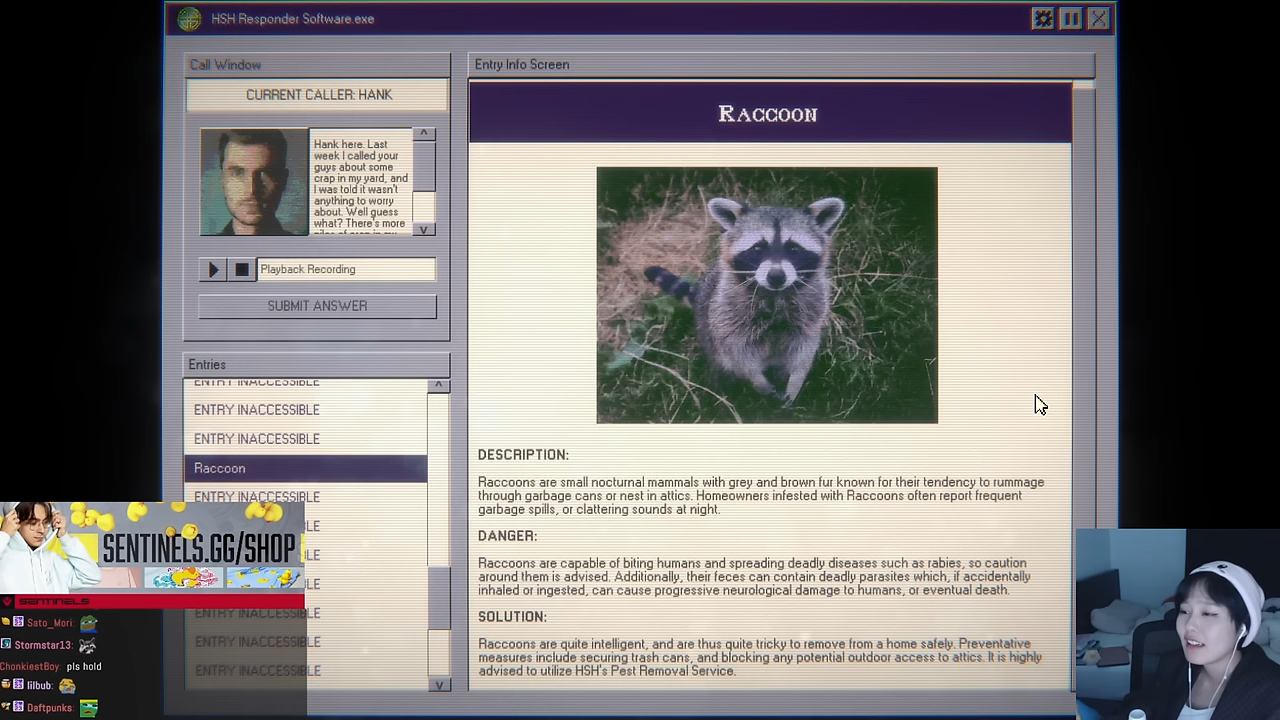 HSH Responder Software.exe
Call Window
CURRENT CALLER: HANK
Hank here. Last
week I called your
guys about some
crap in my yard, and
I was told it wasn't
anything to worry
about. Well guess
what? There's more
Playback Recording
SUBMIT ANSWER
Entries
ENTRY INACCESSIBLE
ENTRY INACCESSIBLE
ENTRY INACCESSIBLE
Raccoon
ENTRY INACCESSIBLE
BLE
BLE
BLE
BLE
BLE
BLE
Entry Info Screen
RACCOON
DESCRIPTION:
Raccoons are small nocturnal mammals with grey and brown fur known for their tendency to rummage
through garbage cans or nest in attics. Homeowners infested with Raccoons often report frequent
garbage spills, or clattering sounds at night.
DANGER:
Raccoons are capable of biting humans and spreading deadly diseases such as rabies, so caution
around them is advised. Additionally, their feces can contain deadly parasites which, if accidentally
inhaled or ingested, can cause progressive neurological damage to humans, or eventual death.
SOLUTION:
Raccoons are quite intelligent, and are thus quite tricky to remove from a home safely. Preventative
measures include securing trash cans, and blocking any potential outdoor access to attics. It is highly
advised to utilize HSH's Pest Removal Service.
SENTINELS.GG/SHOP
SENTINELS
Sato_Mori:
Stormstar13:
ChonkiestBoy: pls hold
lilbub:
Daftpunks: